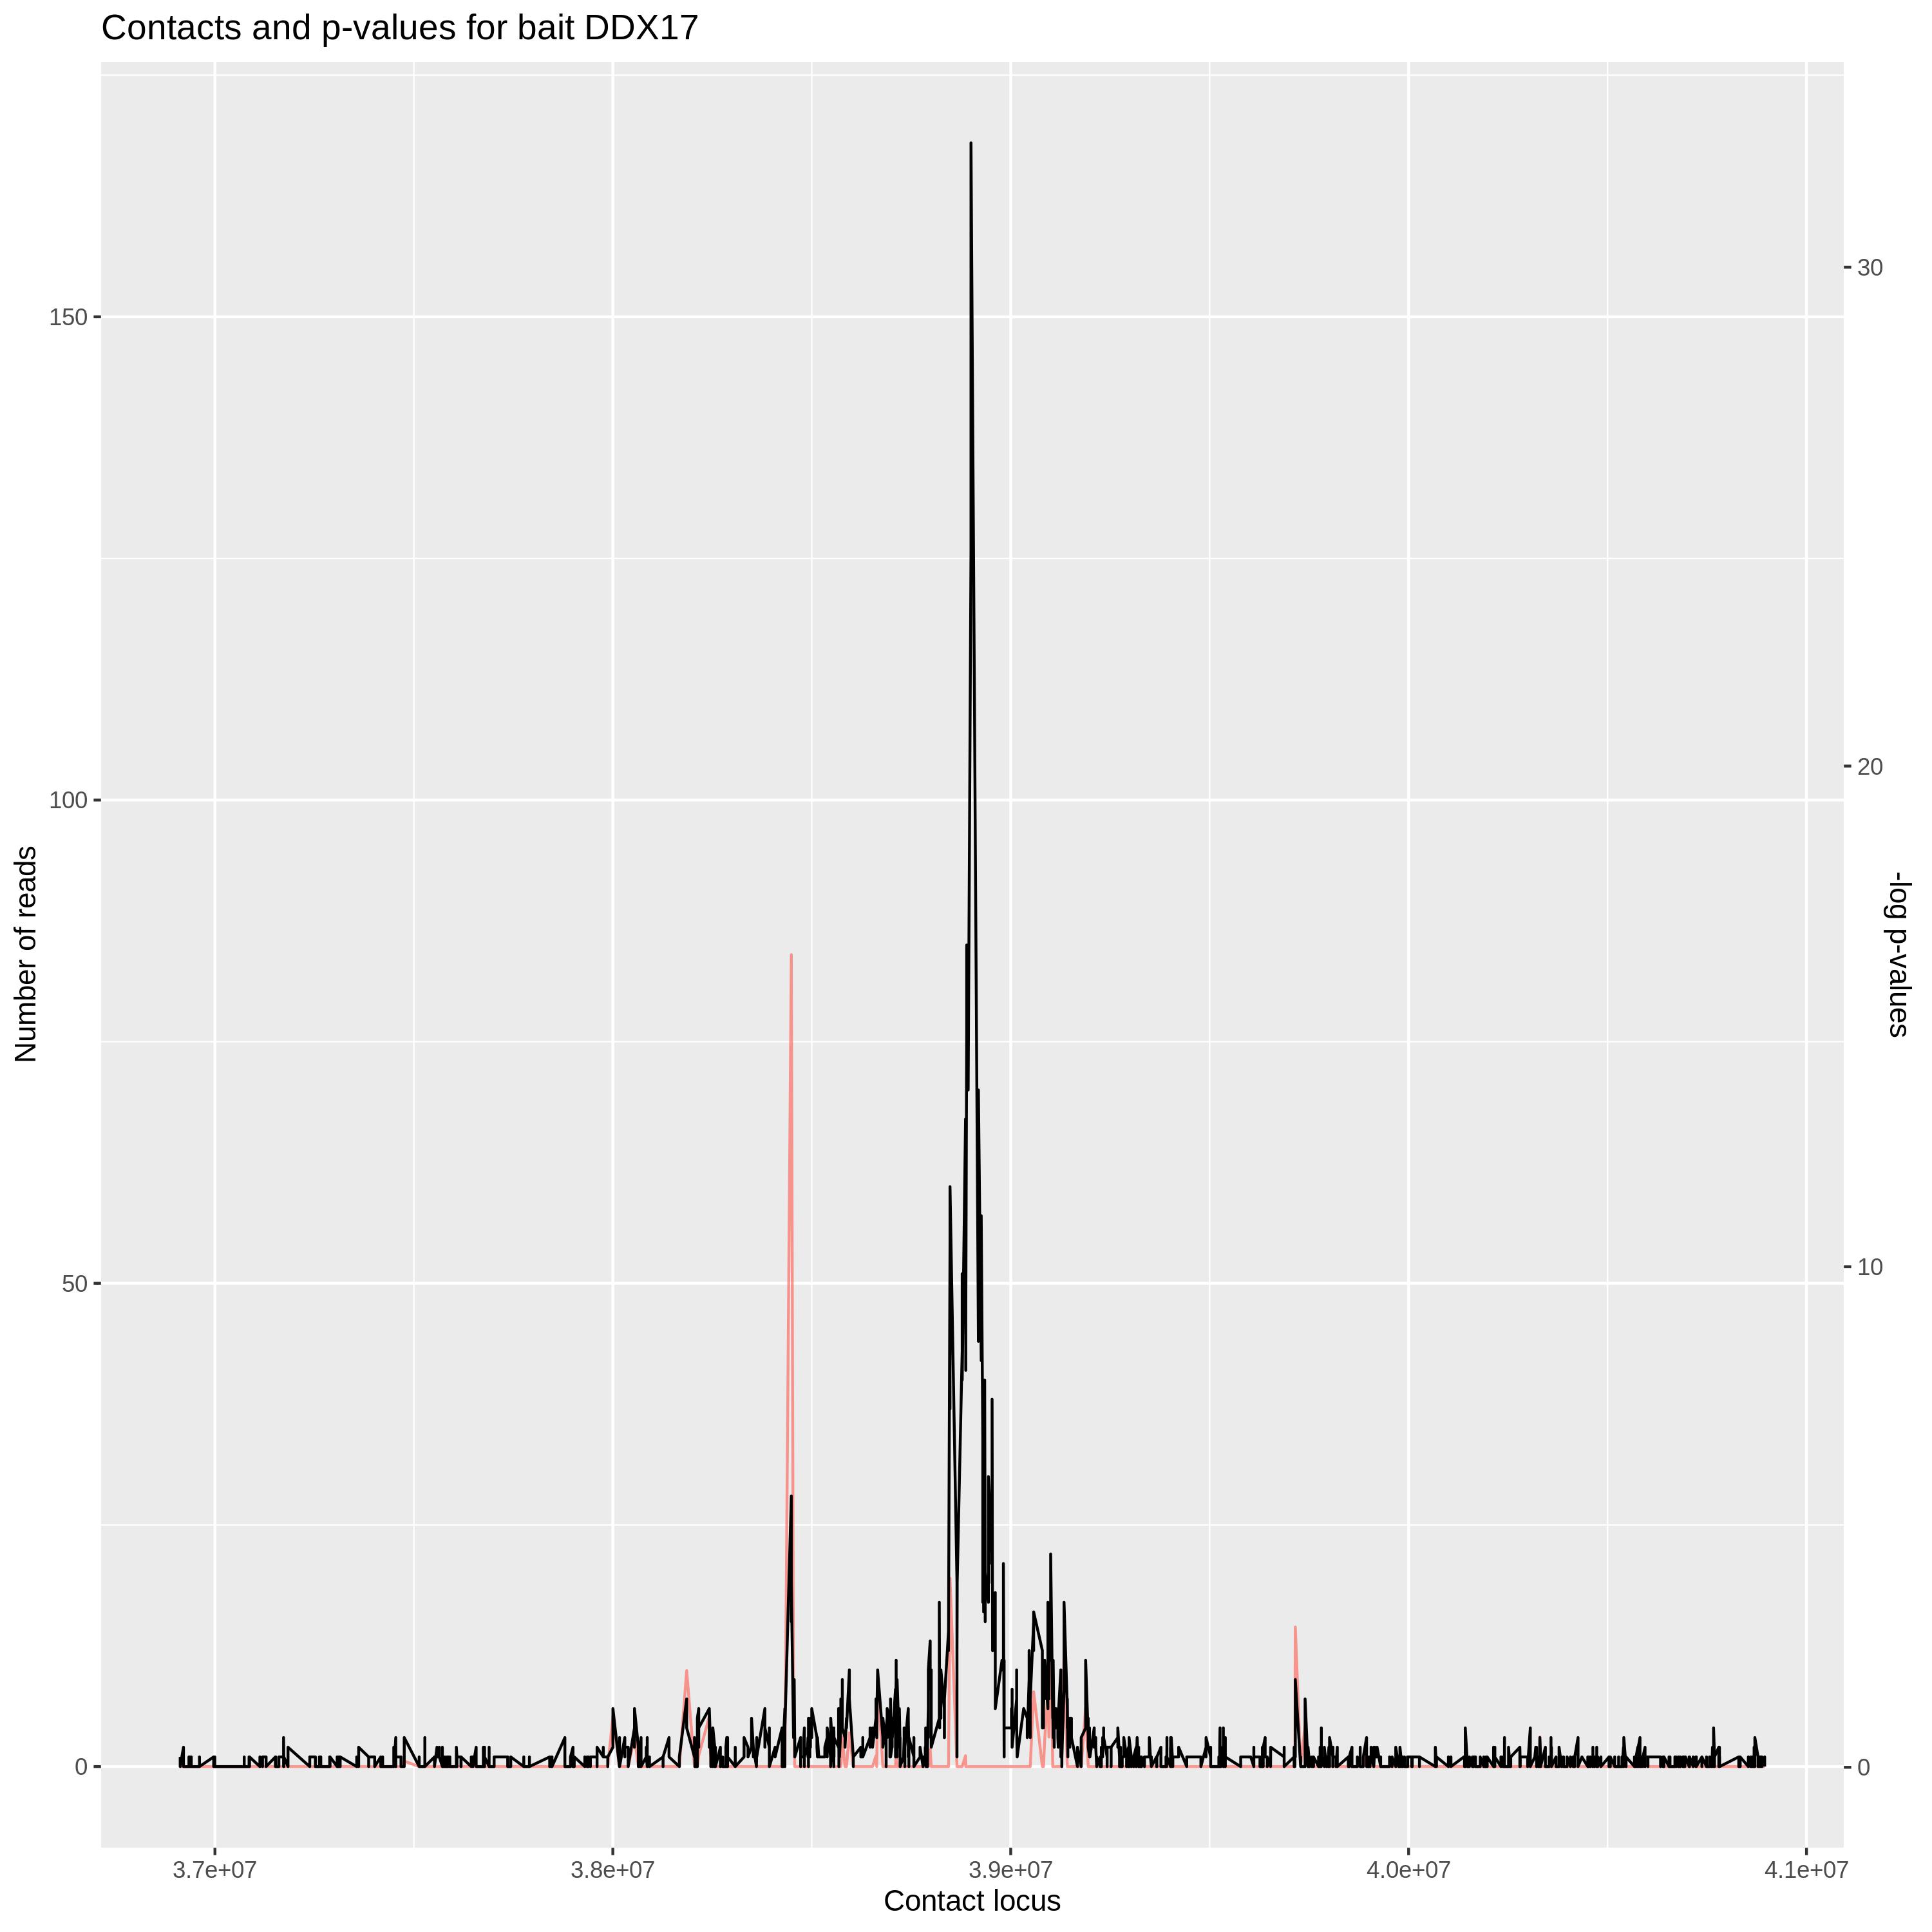 Contacts and p-values for bait DDX17
Number of reads
150
100
50
0
30
20
10
0
-log p-values
3.7e+07
3.8e+07
3.9e+07
4.0e+07
4.1e+07
Contact locus